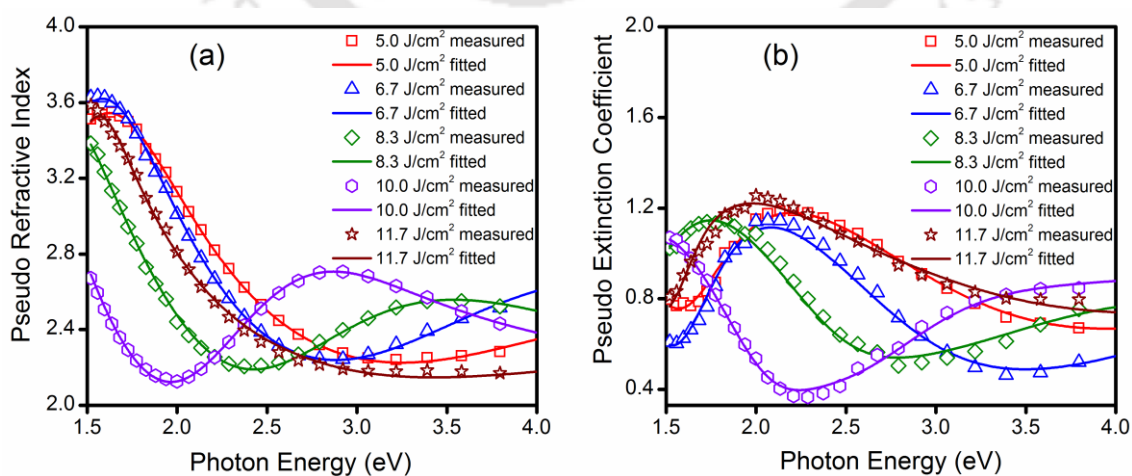 4.0
3.6
3.2
2.8
2.4
2.0
1.5 2.0 2.5 3.0 3.5 4.0
Pseudo Refractive Index
Photon Energy (eV)
(a)
5.0 J/cm² measured
5.0 J/cm² fitted
6.7 J/cm² measured
6.7 J/cm² fitted
8.3 J/cm² measured
8.3 J/cm² fitted
10.0 J/cm² measured
10.0 J/cm² fitted
11.7 J/cm² measured
11.7 J/cm² fitted
2.0
1.6
1.2
0.8
0.4
1.5 2.0 2.5 3.0 3.5 4.0
Pseudo Extinction Coefficient
Photon Energy (eV)
(b)
5.0 J/cm² measured
5.0 J/cm² fitted
6.7 J/cm² measured
6.7 J/cm² fitted
8.3 J/cm² measured
8.3 J/cm² fitted
10.0 J/cm² measured
10.0 J/cm² fitted
11.7 J/cm² measured
11.7 J/cm² fitted